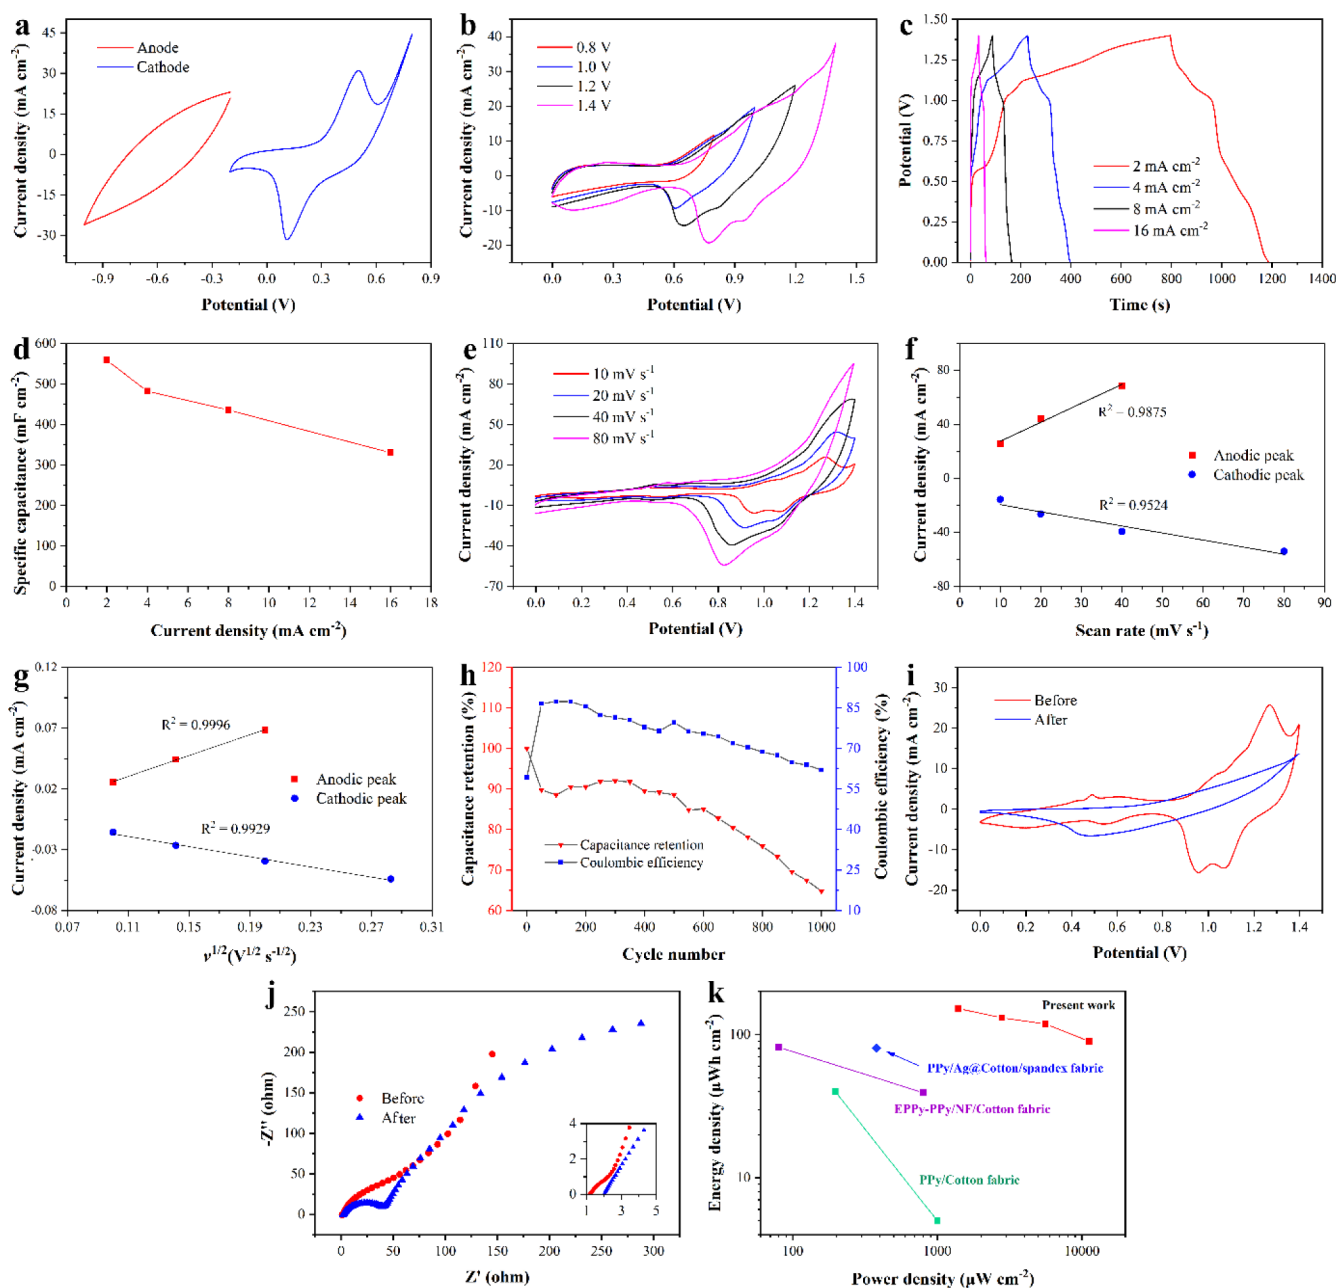 a
Current density (mA cm⁻²)
45
30
15
0
-15
-30
Anode
Cathode
-0.9
-0.3
0.0
0.3
0.6
0.9
Potential (V)
b
Current density (mA cm⁻²)
40
30
20
10
0
-10
-20
0.8 V
1.0 V
1.2 V
1.4 V
0.0
0.3
0.6
0.9
1.2
1.5
Potential (V)
c
Potential (V)
1.50
1.25
1.00
0.75
0.50
0.25
0.00
2 mA cm⁻²
4 mA cm⁻²
8 mA cm⁻²
16 mA cm⁻²
0
200
400
600
800
1000
1200
1400
Time (s)
d
Specific capacitance (mF cm⁻²)
600
500
400
300
200
100
0
0
2
4
6
8
10
12
14
16
18
Current density (mA cm⁻²)
e
Current density (mA cm⁻²)
110
90
70
50
30
10
-10
-40
-70
10 mV s⁻¹
20 mV s⁻¹
40 mV s⁻¹
80 mV s⁻¹
0.0
0.2
0.4
0.6
0.8
1.0
1.2
1.4
Potential (V)
f
Current density (mA cm⁻²)
80
40
0
-40
-80
R² = 0.9875
Anodic peak
Cathodic peak
R² = 0.9524
0
10
20
30
40
50
60
70
80
90
Scan rate (mV s⁻¹)
g
Current density (mA cm⁻²)
0.12
0.07
0.02
-0.03
-0.08
R² = 0.9996
Anodic peak
Cathodic peak
R² = 0.9929
0.07
0.11
0.15
0.19
0.23
0.27
0.31
v¹ᐟ²(V¹ᐟ² s⁻¹ᐟ²)
h
Capacitance retention (%)
120
110
100
90
80
70
60
100
85
70
55
40
25
10
Coulombic efficiency (%)
Capacitance retention
Coulombic efficiency
0
200
400
600
800
1000
Cycle number
i
Current density (mA cm⁻²)
30
20
10
0
-10
-20
Before
After
0.0
0.2
0.4
0.6
0.8
1.0
1.2
1.4
Potential (V)
j
-Z'' (ohm)
250
200
150
100
50
0
Before
After
4
2
0
1
3
5
0
50
100
150
200
250
300
Z' (ohm)
k
Energy density (μWh cm⁻²)
100
10
Present work
PPy/Ag@Cotton/spandex fabric
EPPy-PPy/NF/Cotton fabric
PPy/Cotton fabric
100
1000
10000
Power density (μW cm⁻²)